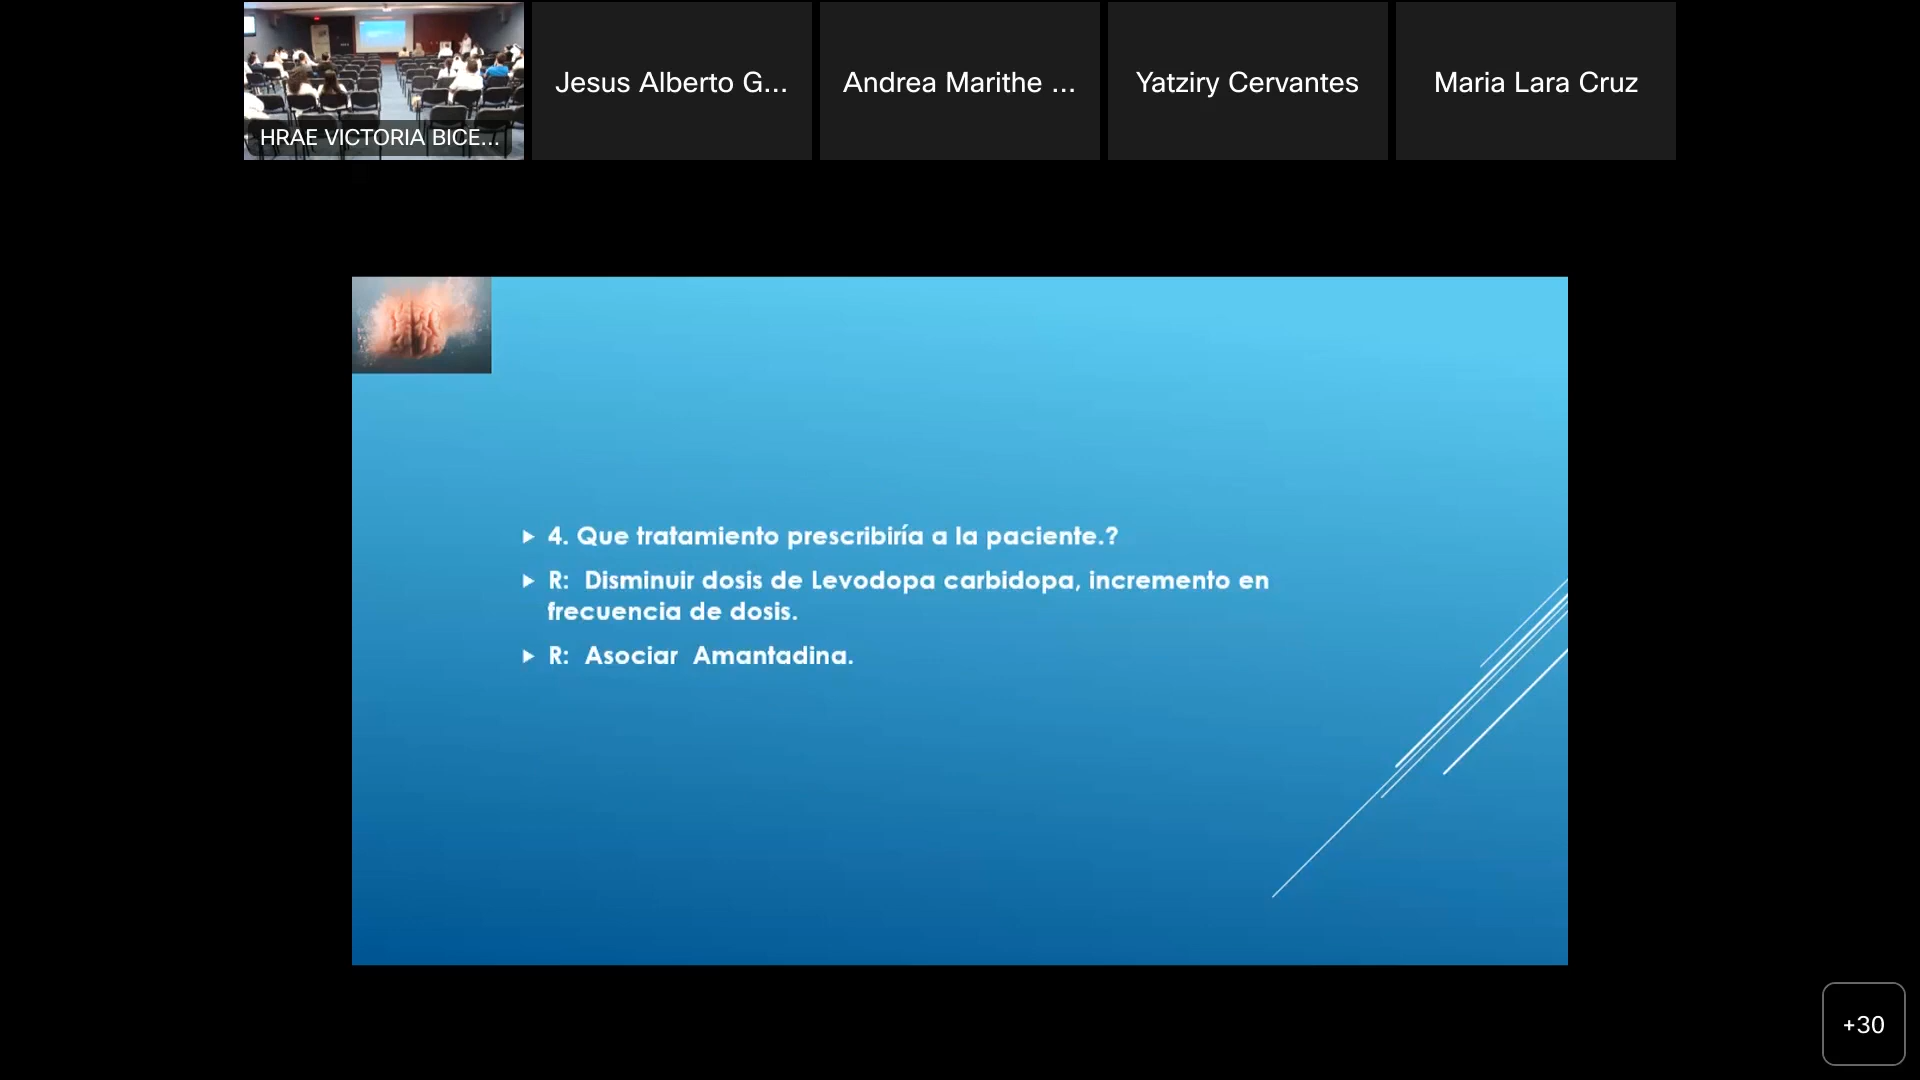 HRAE VICTORIA BICE...
Jesus Alberto G...
Andrea Marithe ...
Yatziry Cervantes
Maria Lara Cruz
4. Que tratamiento prescribiría a la paciente.?
R: Disminuir dosis de Levodopa carbidopa, incremento en
frecuencia de dosis.
R: Asociar Amantadina.
+30